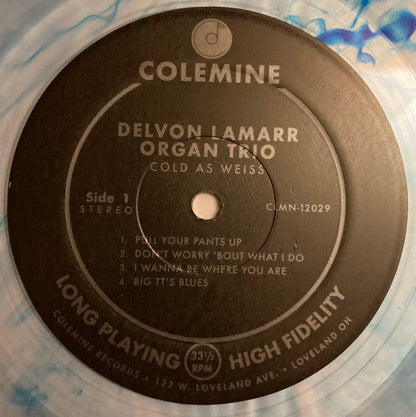 d
COLEMINE
DELVON LAMARR
ORGAN TRIO
COLD AS WEISS
Side 1
STEREO
CLMN-12029
1. PULL YOUR PANTS UP
2. DON'T WORRY 'BOUT WHAT I DO
3. I WANNA BE WHERE YOU ARE
4. BIG TT'S BLUES
LONG PLAYING
33⅓
RPM
HIGH FIDELITY
COLEMINE RECORDS • 122 W. LOVELAND AVE. • LOVELAND OH